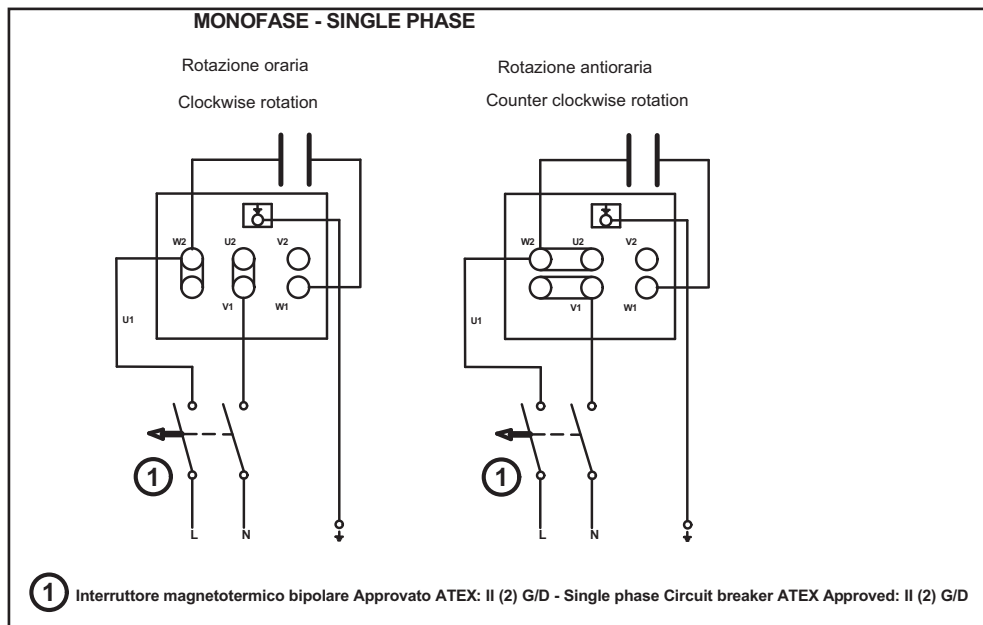 MONOFASE - SINGLE PHASE
Rotazione oraria
Clockwise rotation
Rotazione antioraria
Counter clockwise rotation
W2 U2 V2
V1 W1
U1
1
L N
W2 U2 V2
V1 W1
U1
1
L N
1 Interruttore magnetotermico bipolare Approvato ATEX: II (2) G/D - Single phase Circuit breaker ATEX Approved: II (2) G/D